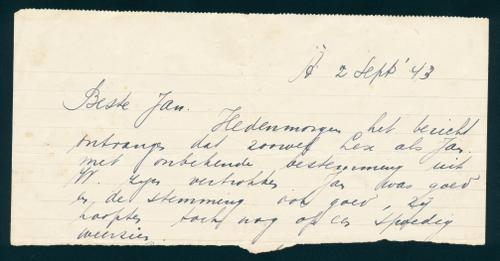 A 2 Sept '43
Beste Jan.
Hedenmorgen het bericht
ontvangen dat zoowel Lex als Jan
met onbekende bestemming uit
W. zijn vertrokken Jan was goed
en de stemming ook goed. Zij
hoopten toch nog op een spoedig
weerzien.